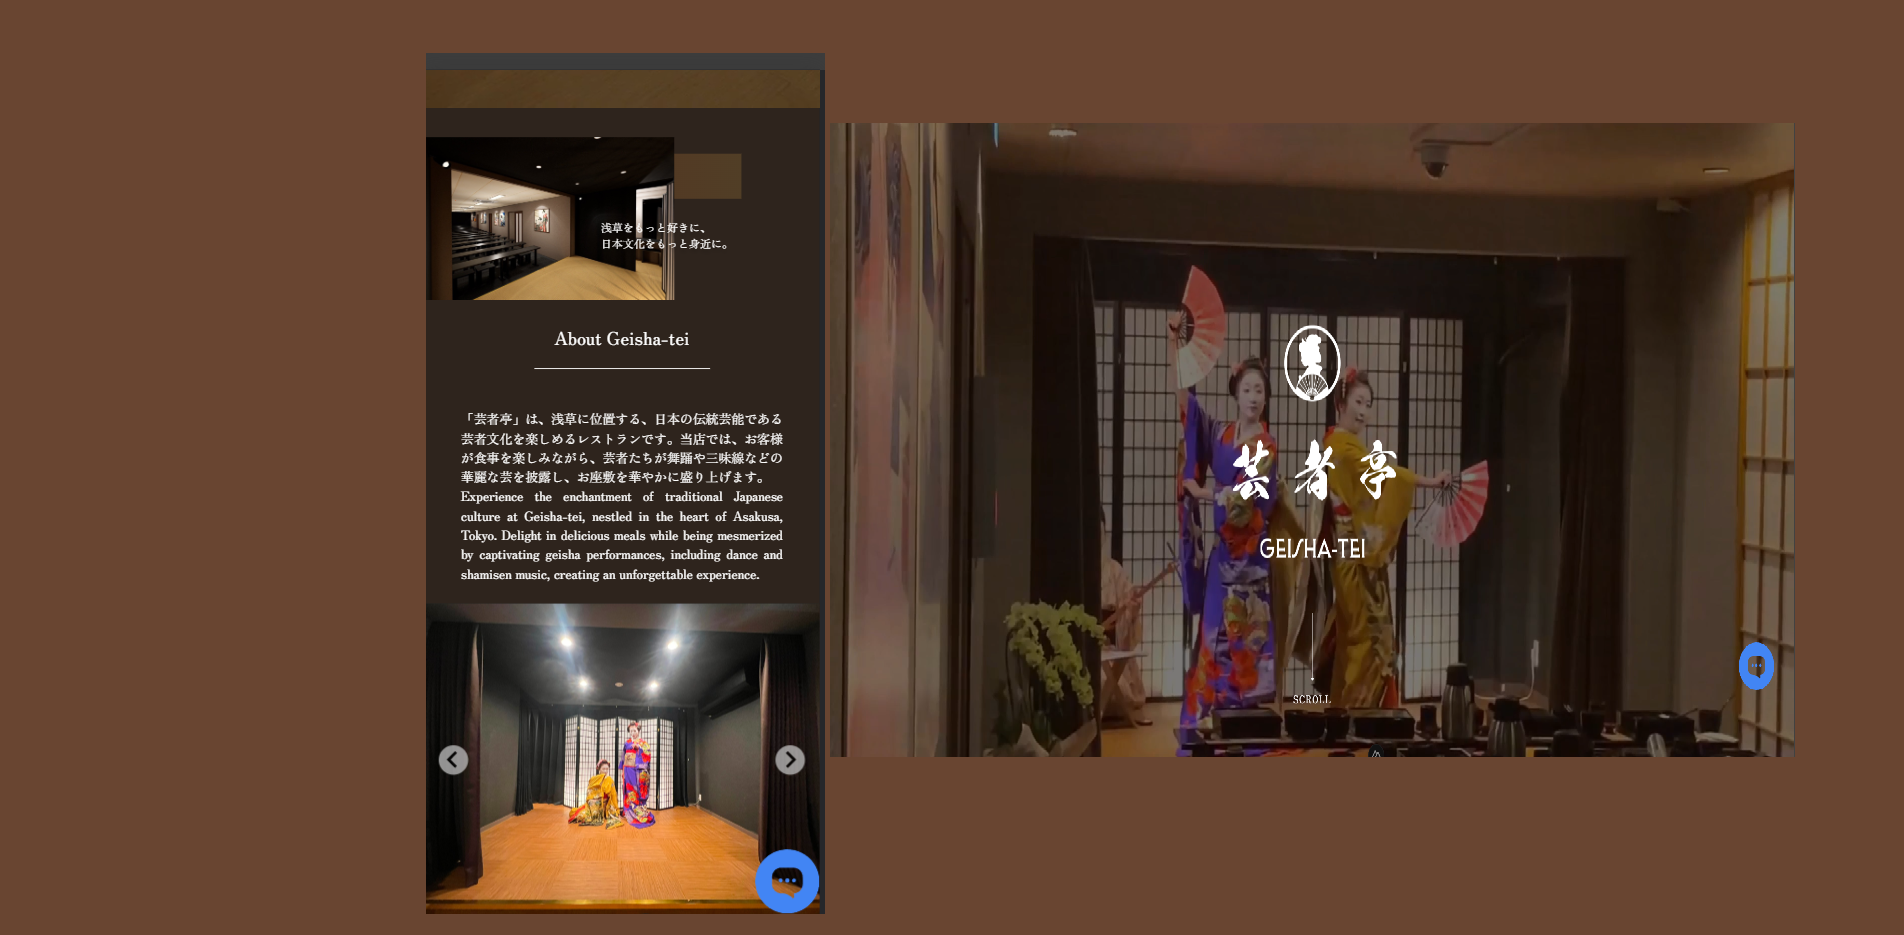 浅草をもっと好きに、
日本文化をもっと身近に。
About Geisha-tei
「芸者亭」は、浅草に位置する、日本の伝統芸能である
芸者文化を楽しめるレストランです。当店では、お客様
が食事を楽しみながら、芸者たちが舞踊や三味線などの
華麗な芸を披露し、お座敷を華やかに盛り上げます。
Experience the enchantment of traditional Japanese
culture at Geisha-tei, nestled in the heart of Asakusa,
Tokyo. Delight in delicious meals while being mesmerized
by captivating geisha performances, including dance and
shamisen music, creating an unforgettable experience.
芸者亭
GEISHA-TEI
SCROLL